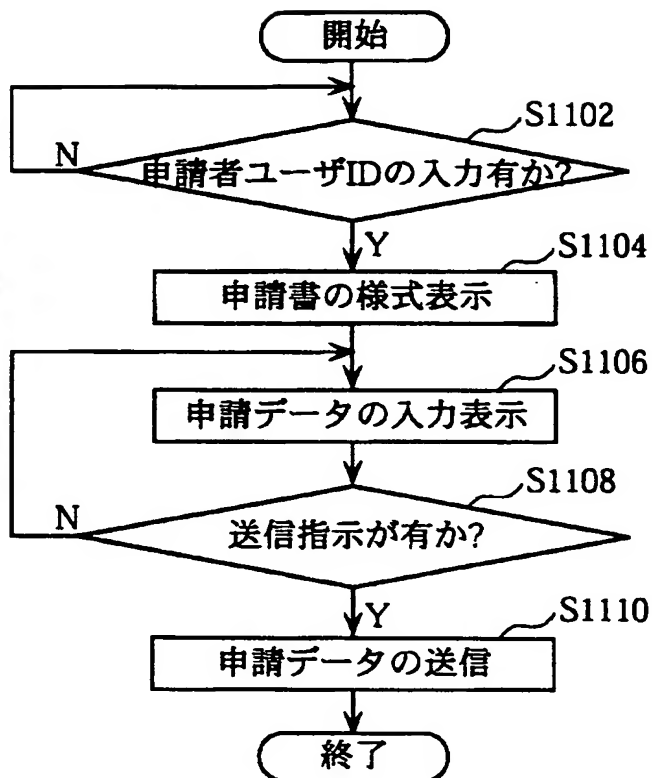 開始
S1102
N
申請者ユーザIDの入力有か?
Y
S1104
申請書の様式表示
S1106
申請データの入力表示
S1108
N
送信指示が有か?
Y
S1110
申請データの送信
終了